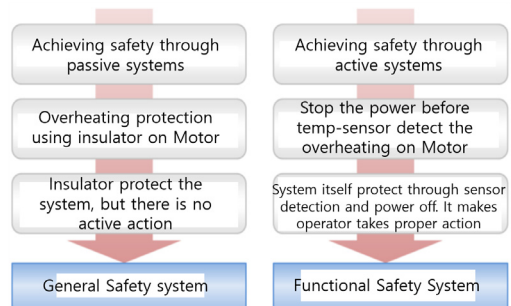 Achieving safety through
passive systems
Overheating protection
using insulator on Motor
Insulator protect the
system, but there is no
active action
General Safety system
Achieving safety through
active systems
Stop the power before
temp-sensor detect the
overheating on Motor
System itself protect through sensor
detection and power off. It makes
operator takes proper action
Functional Safety System